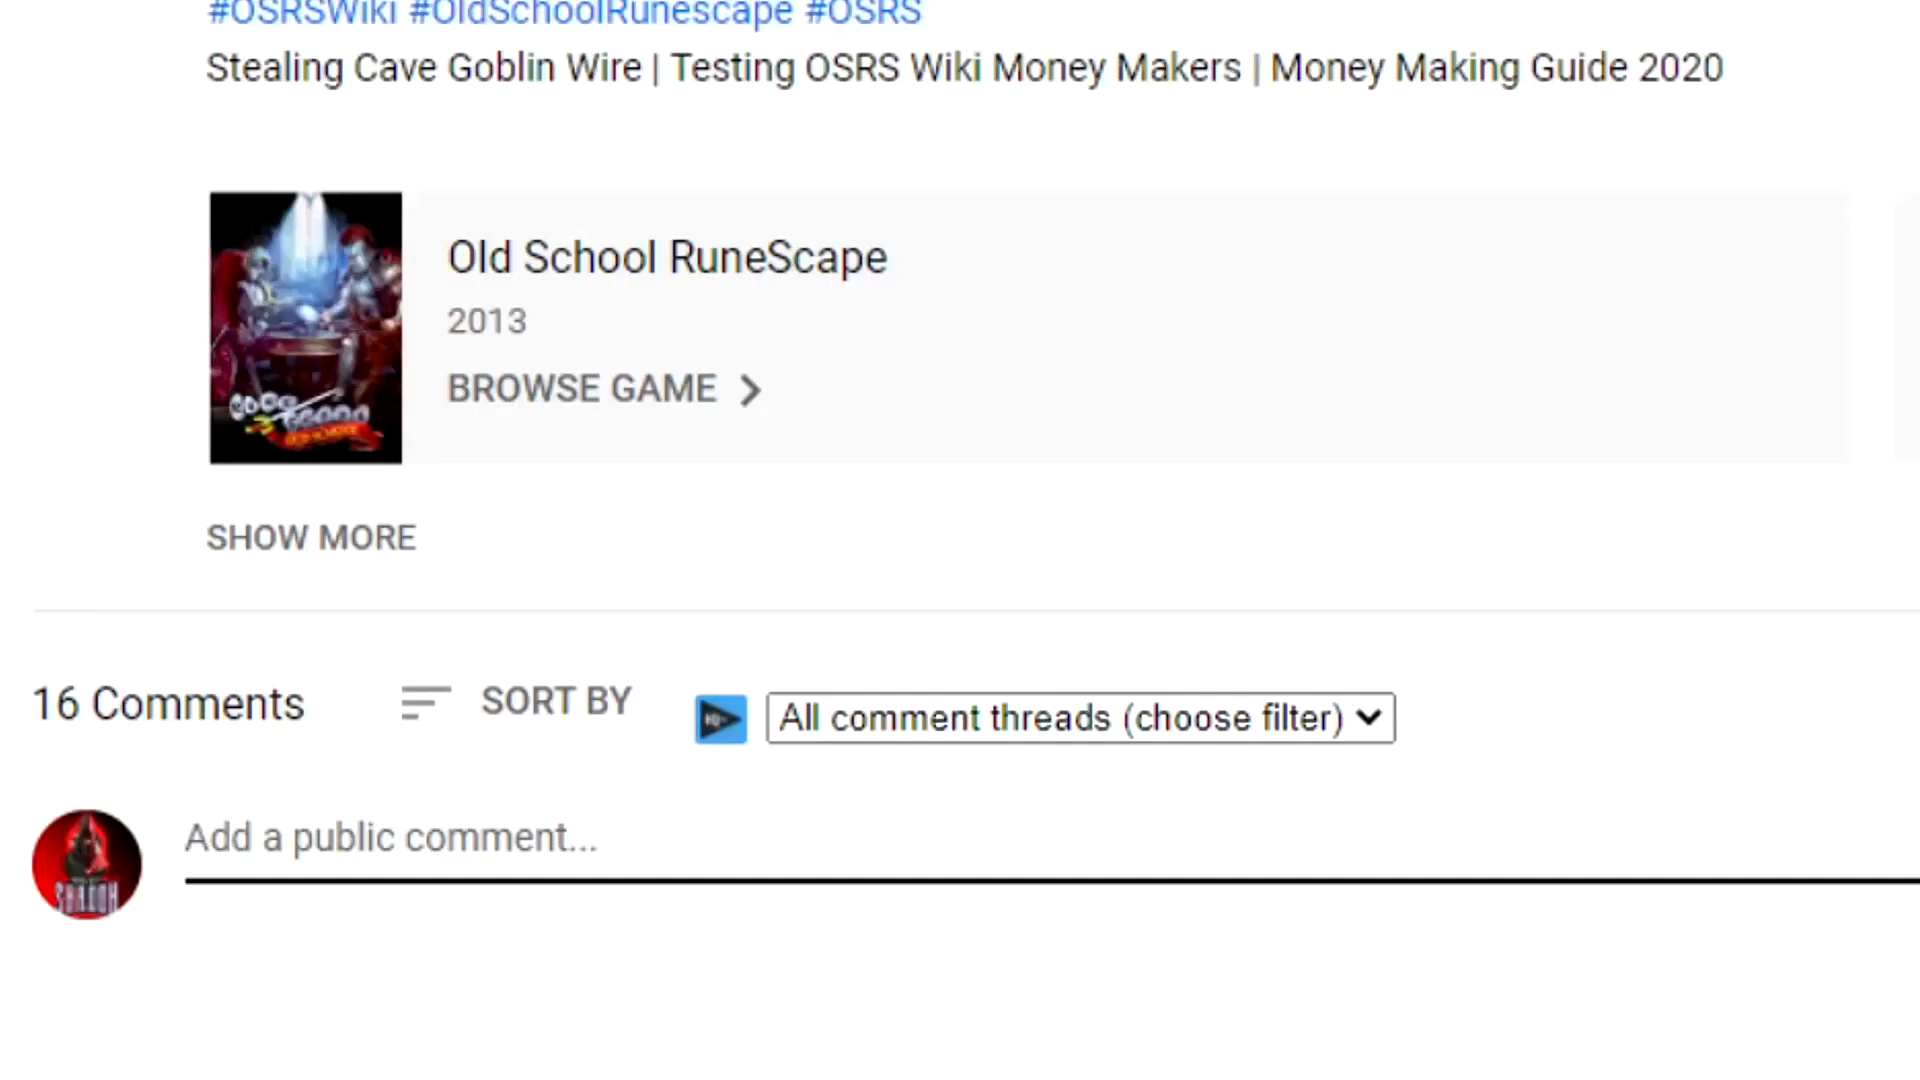 #OSRSWiki #OldSchoolRunescape #OSRS
Stealing Cave Goblin Wire | Testing OSRS Wiki Money Makers | Money Making Guide 2020
Old School RuneScape
2013
BROWSE GAME
SHOW MORE
16 Comments
SORT BY
All comment threads (choose filter)
Add a public comment...